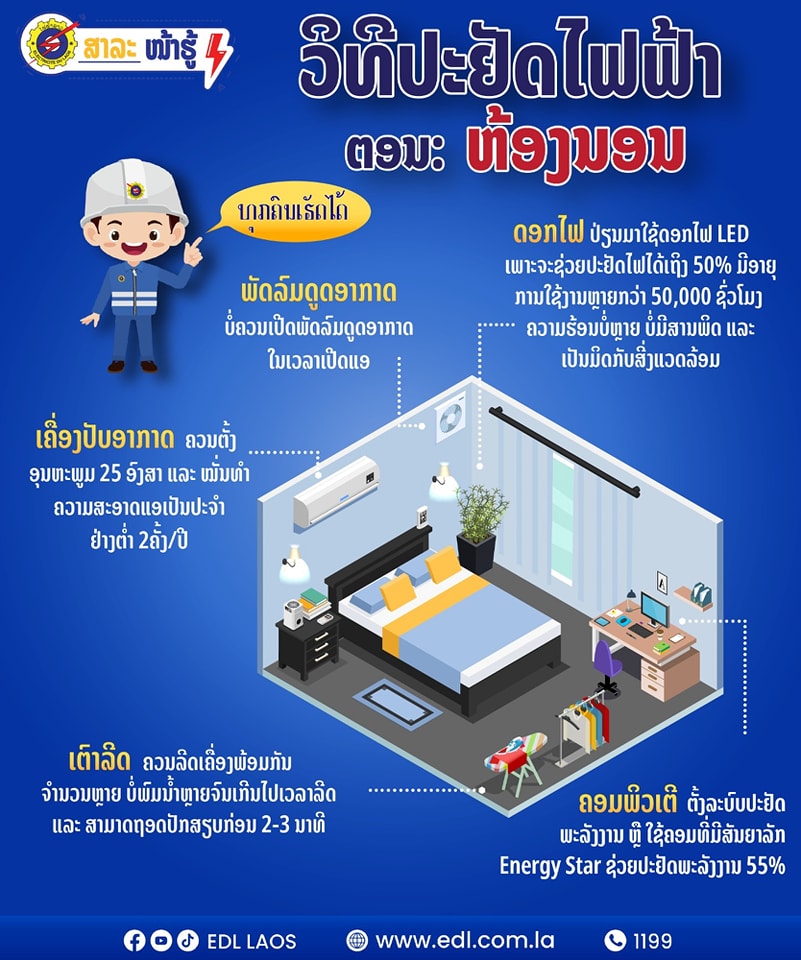 ສາລະ ໜ້າຮູ້
ວິທີປະຢັດໄຟຟ້າ
ຕອນ: ຫ້ອງນອນ
ທຸກຄົນເຮັດໄດ້
ດອກໄຟ ປ່ຽນມາໃຊ້ດອກໄຟ LED
ເພາະຈະຊ່ວຍປະຢັດໄຟໄດ້ເຖິງ 50% ມີອາຍຸ
ການໃຊ້ງານຫຼາຍກວ່າ 50,000 ຊົ່ວໂມງ
ຄວາມຮ້ອນບໍ່ຫຼາຍ ບໍ່ມີສານພິດ ແລະ
ເປັນມິດກັບສິ່ງແວດລ້ອມ
ພັດລົມດູດອາກາດ
ບໍ່ຄວນເປີດພັດລົມດູດອາກາດ
ໃນເວລາເປີດແອ
ເຄື່ອງປັບອາກາດ ຄວນຕັ້ງ
ອຸນຫະພູມ 25 ອົງສາ ແລະ ໝັ່ນທຳ
ຄວາມສະອາດແອເປັນປະຈຳ
ຢ່າງຕ່ຳ 2ຄັ້ງ/ປີ
ເຕົາລີດ ຄວນລີດເຄື່ອງພ້ອມກັນ
ຈຳນວນຫຼາຍ ບໍ່ພົມນ້ຳຫຼາຍຈົນເກີນໄປເວລາລີດ
ແລະ ສາມາດຖອດປັກສຽບກ່ອນ 2-3 ນາທີ
ຄອມພິວເຕີ ຕັ້ງລະບົບປະຢັດ
ພະລັງງານ ຫຼື ໃຊ້ຄອມທີ່ມີສັນຍາລັກ
Energy Star ຊ່ວຍປະຢັດພະລັງງານ 55%
EDL LAOS www.edl.com.la 1199